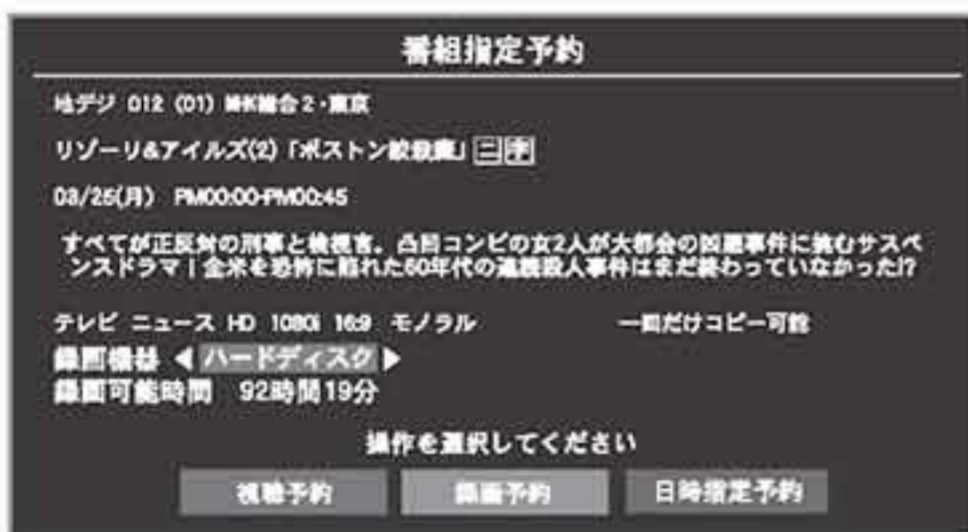 番組指定予約
地デジ 012 (01) NHK総合2・東京
リゾーリ&アイルズ(2)「ボストン絞殺魔」二 字
03/25(月) PM00:00-PM00:45
すべてが正反対の刑事と検視官。凸凹コンビの女2人が大都会の凶悪事件に挑むサスペ
ンスドラマ!全米を恐怖に陥れた60年代の連続殺人事件はまだ終わっていなかった!?
テレビ ニュース HD 1080i 16:9 モノラル 一回だけコピー可能
録画機器 ◀ ハードディスク ▶
録画可能時間 92時間19分
操作を選択してください
視聴予約 録画予約 日時指定予約